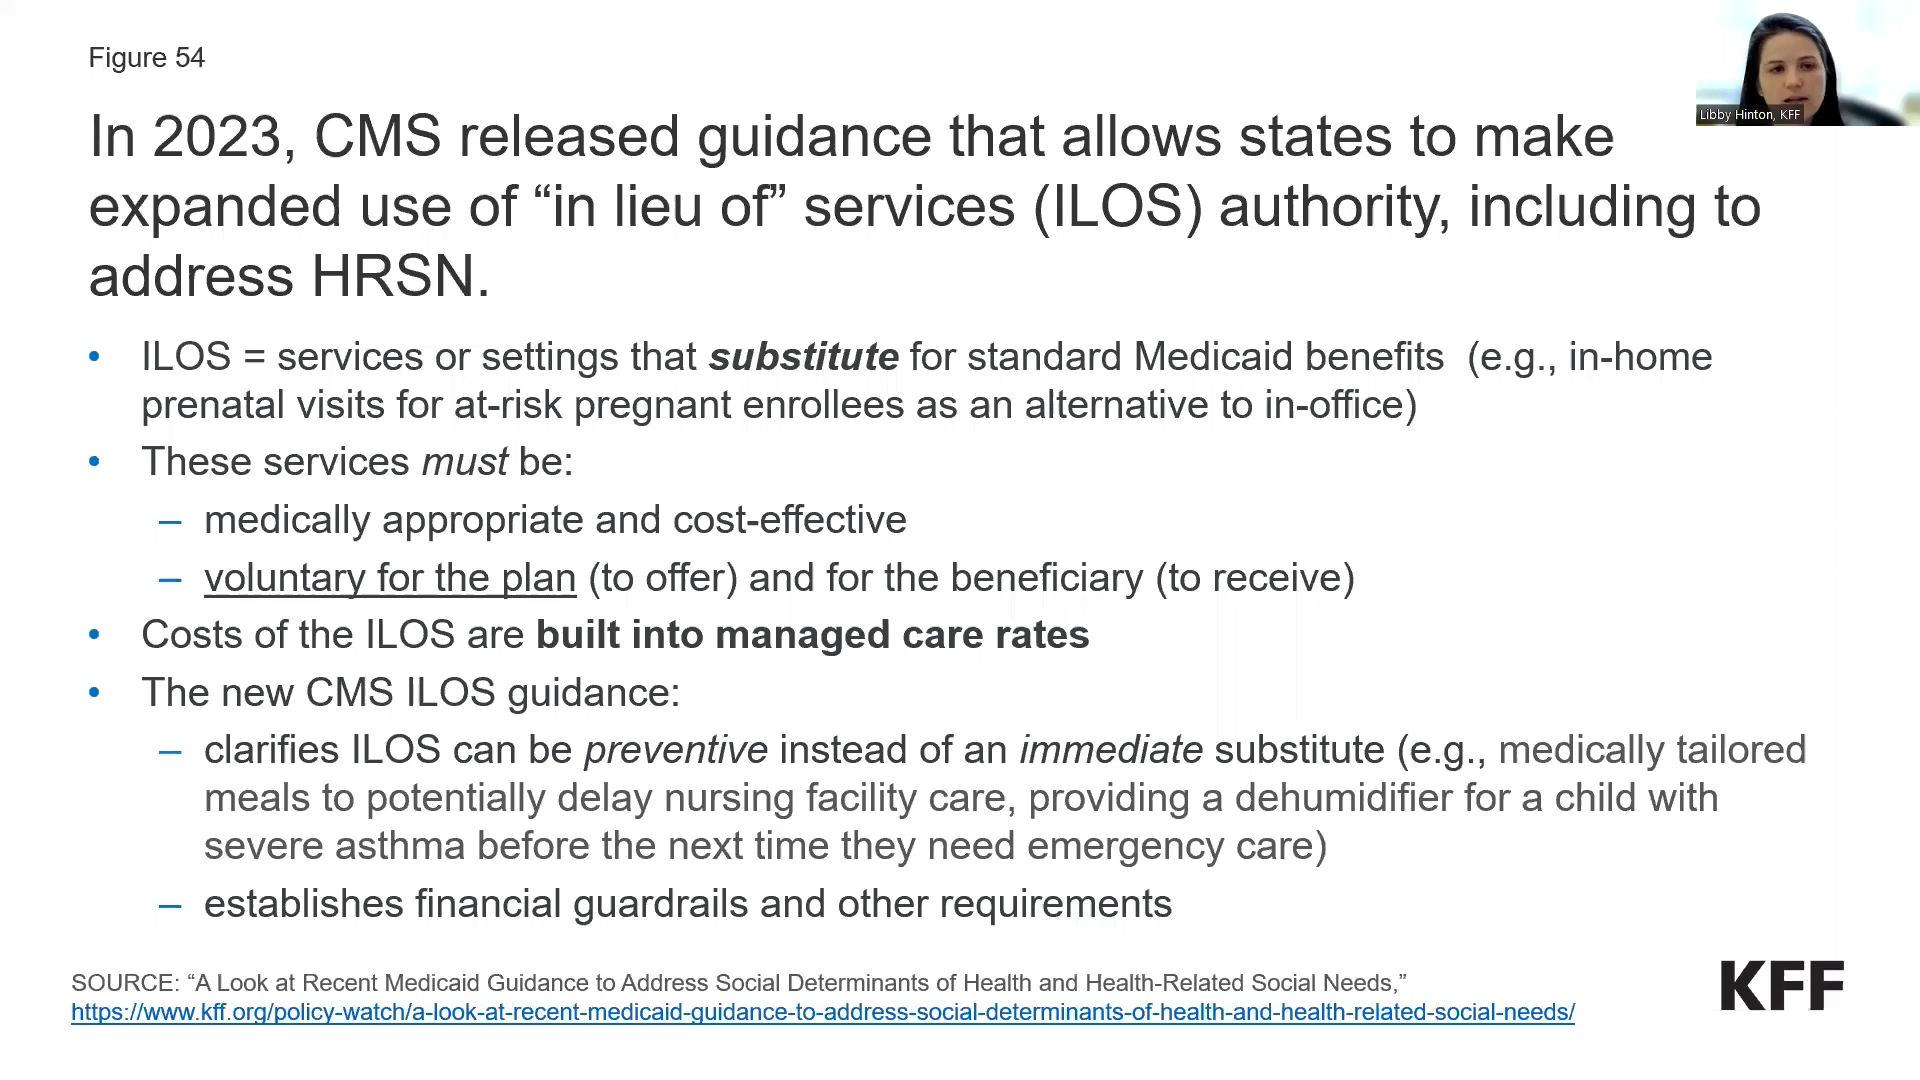 Figure 54
Libby Hinton, KFF
In 2023, CMS released guidance that allows states to make
expanded use of “in lieu of” services (ILOS) authority, including to
address HRSN.
• ILOS = services or settings that substitute for standard Medicaid benefits (e.g., in-home
prenatal visits for at-risk pregnant enrollees as an alternative to in-office)
• These services must be:
– medically appropriate and cost-effective
– voluntary for the plan (to offer) and for the beneficiary (to receive)
• Costs of the ILOS are built into managed care rates
• The new CMS ILOS guidance:
– clarifies ILOS can be preventive instead of an immediate substitute (e.g., medically tailored
meals to potentially delay nursing facility care, providing a dehumidifier for a child with
severe asthma before the next time they need emergency care)
– establishes financial guardrails and other requirements
SOURCE: “A Look at Recent Medicaid Guidance to Address Social Determinants of Health and Health-Related Social Needs,”
https://www.kff.org/policy-watch/a-look-at-recent-medicaid-guidance-to-address-social-determinants-of-health-and-health-related-social-needs/
KFF